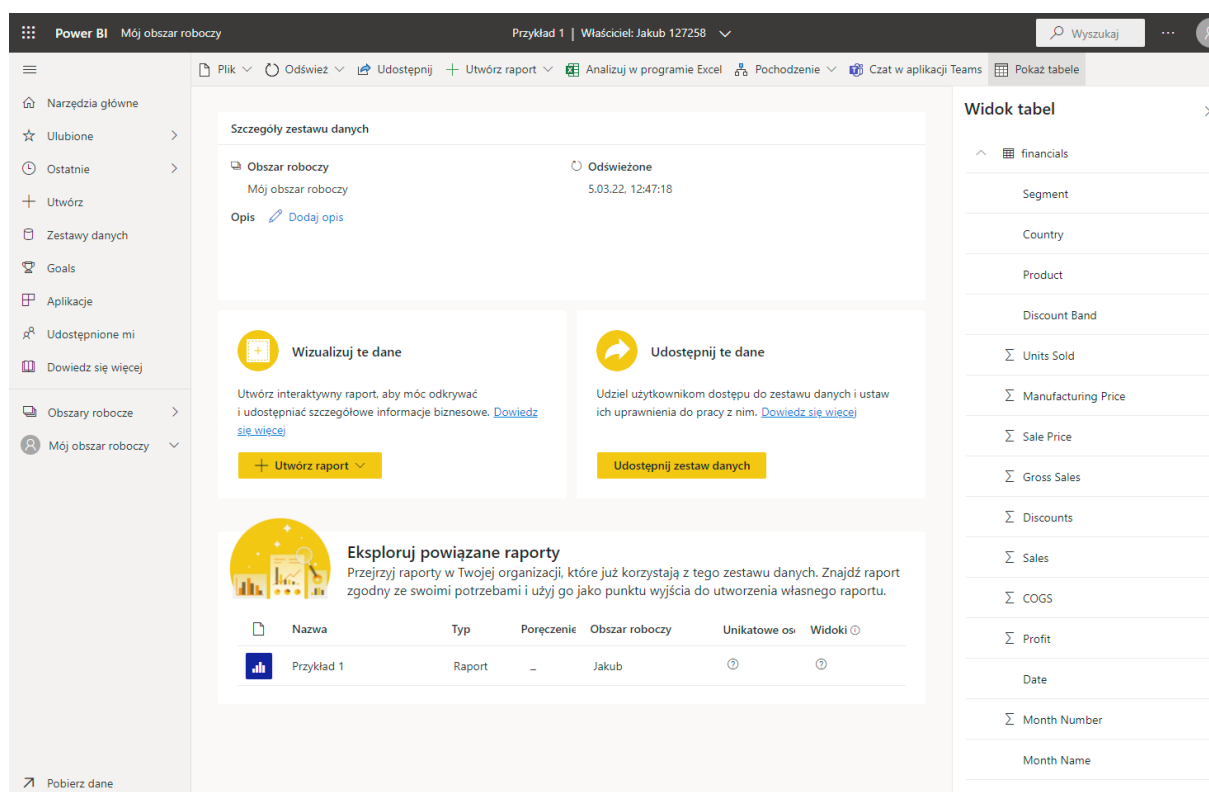 Power BI Mój obszar roboczy
Przykład 1 | Właściciel: Jakub 127258
Wyszukaj
Plik Odśwież Udostępnij Utwórz raport Analizuj w programie Excel Pochodzenie Czat w aplikacji Teams Pokaż tabele
Narzędzia główne
Ulubione
Ostatnie
Utwórz
Zestawy danych
Goals
Aplikacje
Udostępnione mi
Dowiedz się więcej
Obszary robocze
Mój obszar roboczy
Pobierz dane
Szczegóły zestawu danych
Obszar roboczy
Mój obszar roboczy
Odświeżone
5.03.22, 12:47:18
Opis Dodaj opis
Wizualizuj te dane
Utwórz interaktywny raport, aby móc odkrywać
i udostępniać szczegółowe informacje biznesowe. Dowiedz
się więcej
Utwórz raport
Udostępnij te dane
Udziel użytkownikom dostępu do zestawu danych i ustaw
ich uprawnienia do pracy z nim. Dowiedz się więcej
Udostępnij zestaw danych
Eksploruj powiązane raporty
Przejrzyj raporty w Twojej organizacji, które już korzystają z tego zestawu danych. Znajdź raport
zgodny ze swoimi potrzebami i użyj go jako punktu wyjścia do utworzenia własnego raportu.
Nazwa Typ Poręczenie Obszar roboczy Unikatowe oso Widoki
Przykład 1 Raport – Jakub
Widok tabel
financials
Segment
Country
Product
Discount Band
Σ Units Sold
Σ Manufacturing Price
Σ Sale Price
Σ Gross Sales
Σ Discounts
Σ Sales
Σ COGS
Σ Profit
Date
Σ Month Number
Month Name